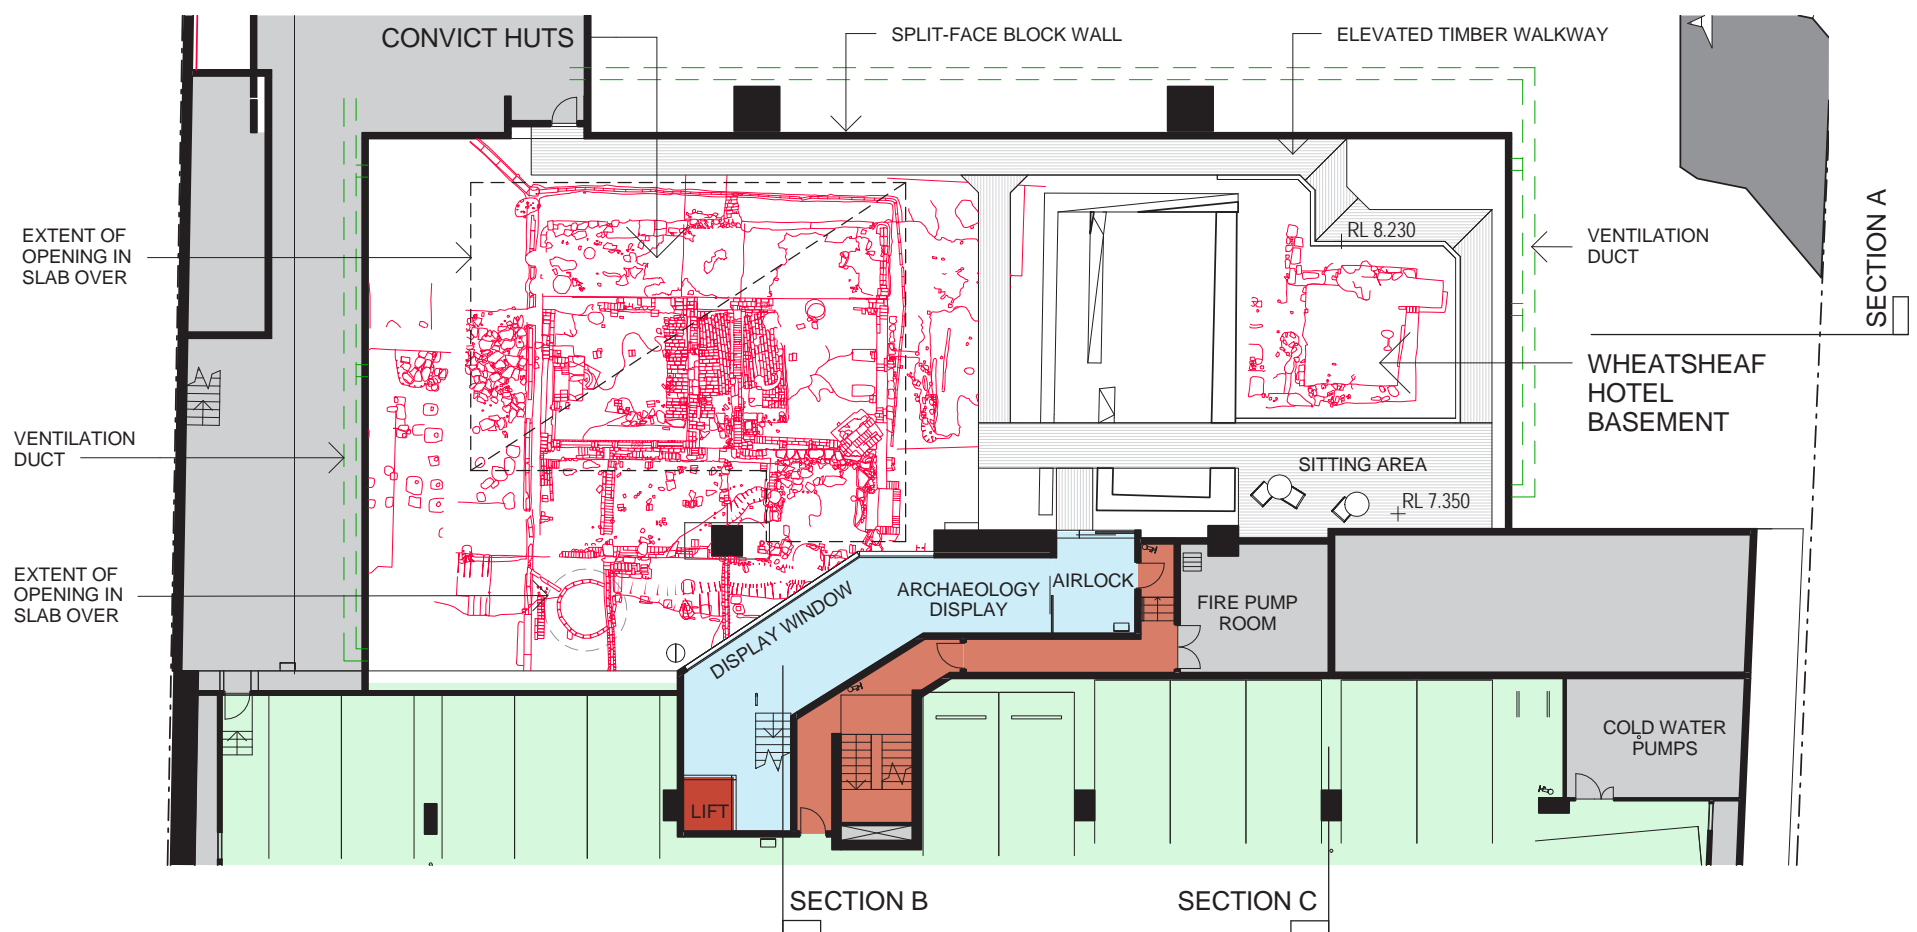 CONVICT HUTS
SPLIT-FACE BLOCK WALL
ELEVATED TIMBER WALKWAY
EXTENT OF
OPENING IN
SLAB OVER
RL 8.230
VENTILATION
DUCT
SECTION A
WHEATSHEAF
HOTEL
BASEMENT
VENTILATION
DUCT
SITTING AREA
RL 7.350
EXTENT OF
OPENING IN
SLAB OVER
DISPLAY WINDOW
ARCHAEOLOGY
DISPLAY
AIRLOCK
FIRE PUMP
ROOM
COLD WATER
PUMPS
LIFT
SECTION B
SECTION C